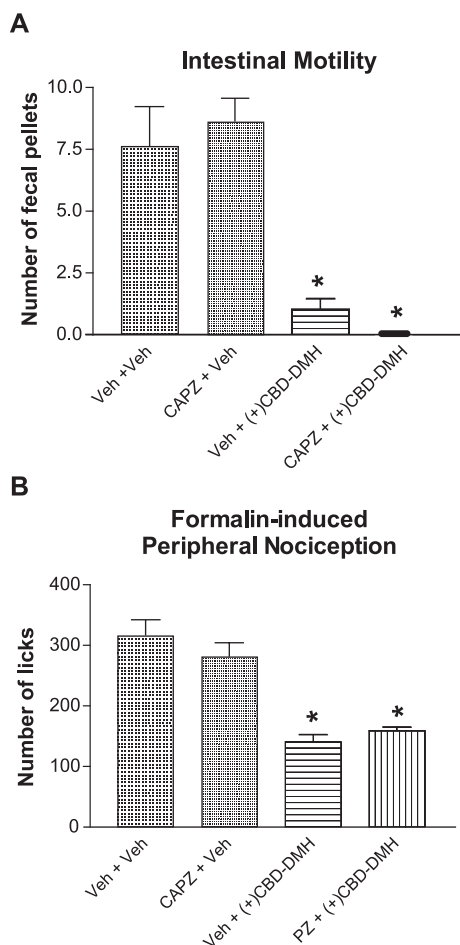 A
Intestinal Motility
Number of fecal pellets
10.0
7.5
5.0
2.5
0.0
*
*
Veh +Veh
CAPZ + Veh
Veh + (+)CBD-DMH
CAPZ + (+)CBD-DMH
B
Formalin-induced
Peripheral Nociception
Number of licks
400
300
200
100
0
*
*
Veh + Veh
CAPZ + Veh
Veh + (+)CBD-DMH
PZ + (+)CBD-DMH